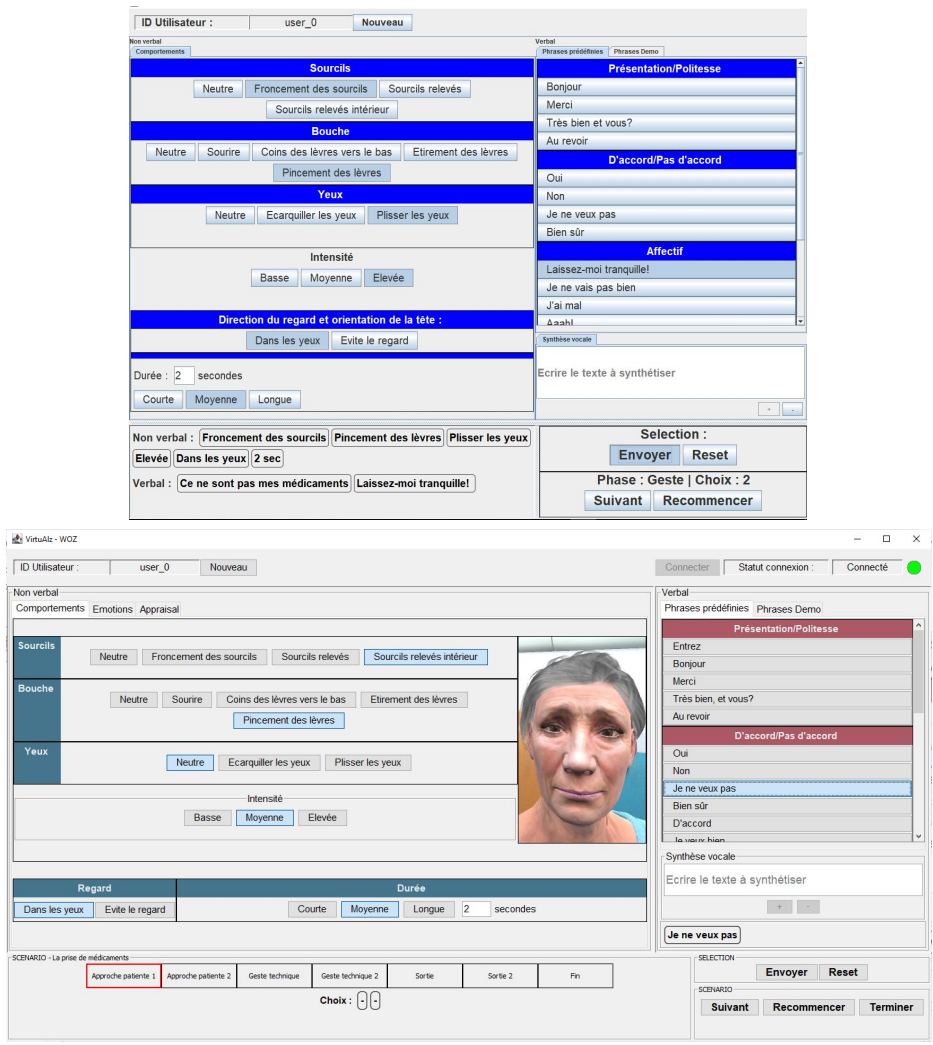 ID Utilisateur : user_0 Nouveau
Non verbal
Comportements
Sourcils
Neutre Froncement des sourcils Sourcils relevés
Sourcils relevés intérieur
Bouche
Neutre Sourire Coins des lèvres vers le bas Etirement des lèvres
Pincement des lèvres
Yeux
Neutre Ecarquiller les yeux Plisser les yeux
Intensité
Basse Moyenne Elevée
Direction du regard et orientation de la tête :
Dans les yeux Evite le regard
Durée : 2 secondes
Courte Moyenne Longue
Verbal
Phrases prédéfinies Phrases Demo
Présentation/Politesse
Bonjour
Merci
Très bien et vous?
Au revoir
D'accord/Pas d'accord
Oui
Non
Je ne veux pas
Bien sûr
Affectif
Laissez-moi tranquille!
Je ne vais pas bien
J'ai mal
Aaah!
Synthèse vocale
Ecrire le texte à synthétiser
+ -
Non verbal : Froncement des sourcils Pincement des lèvres Plisser les yeux
Elevée Dans les yeux 2 sec
Verbal : Ce ne sont pas mes médicaments Laissez-moi tranquille!
Selection :
Envoyer Reset
Phase : Geste | Choix : 2
Suivant Recommencer
VirtuAlz - WOZ
ID Utilisateur : user_0 Nouveau Connecter Statut connexion : Connecté
Non verbal
Comportements Emotions Appraisal
Sourcils
Neutre Froncement des sourcils Sourcils relevés Sourcils relevés intérieur
Bouche
Neutre Sourire Coins des lèvres vers le bas Etirement des lèvres
Pincement des lèvres
Yeux
Neutre Ecarquiller les yeux Plisser les yeux
Intensité
Basse Moyenne Elevée
Regard Durée
Dans les yeux Evite le regard Courte Moyenne Longue 2 secondes
Verbal
Phrases prédéfinies Phrases Demo
Présentation/Politesse
Entrez
Bonjour
Merci
Très bien, et vous?
Au revoir
D'accord/Pas d'accord
Oui
Non
Je ne veux pas
Bien sûr
D'accord
Je veux bien
Synthèse vocale
Ecrire le texte à synthétiser
+ -
Je ne veux pas
SCENARIO - La prise de médicaments
Approche patiente 1 Approche patiente 2 Geste technique Geste technique 2 Sortie Sortie 2 Fin
Choix : - -
SELECTION
Envoyer Reset
SCENARIO
Suivant Recommencer Terminer